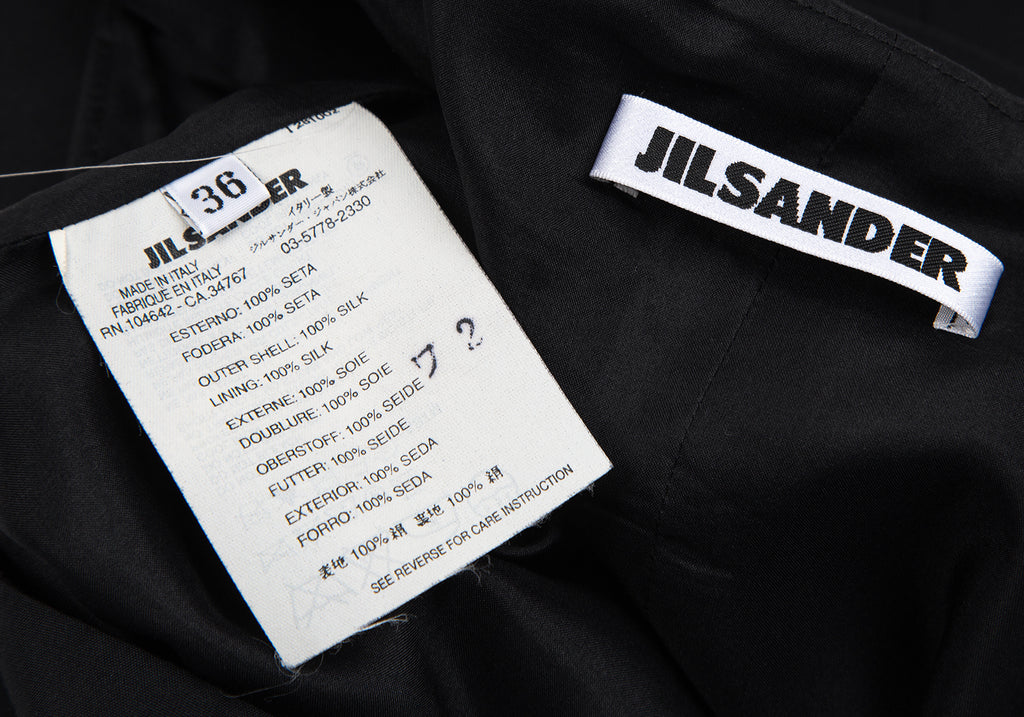 36
JILSANDER
MADE IN ITALY
FABRIQUE EN ITALY
RN.104642 - CA.34767
イタリー製
ジルサンダー・ジャパン株式会社
03-5778-2330
ESTERNO: 100% SETA
FODERA: 100% SETA
OUTER SHELL: 100% SILK
LINING: 100% SILK
EXTERNE: 100% SOIE
DOUBLURE: 100% SOIE
OBERSTOFF: 100% SEIDE
FUTTER: 100% SEIDE
EXTERIOR: 100% SEDA
FORRO: 100% SEDA
表地 100% 絹 裏地 100% 絹
SEE REVERSE FOR CARE INSTRUCTION
ワ 2
JILSANDER